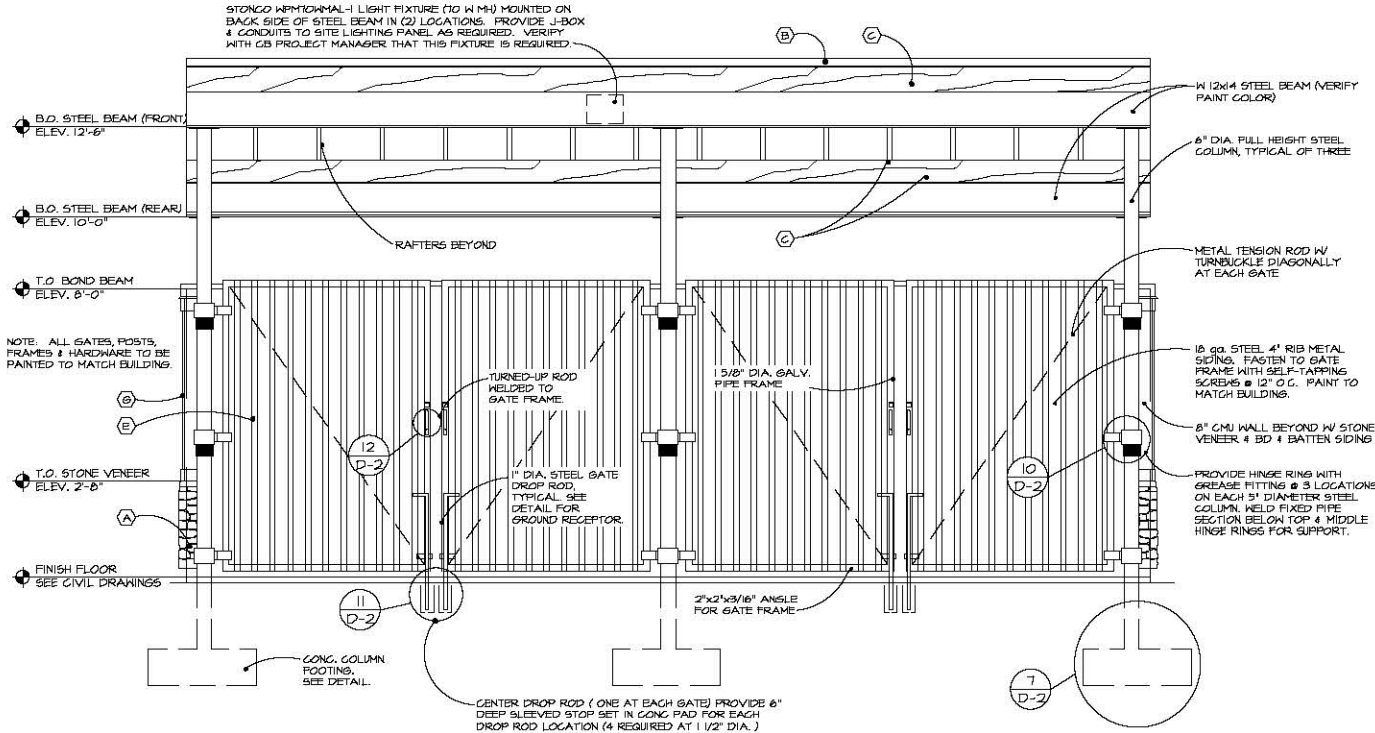 STONCO WPM70WMAL-1 LIGHT FIXTURE (70 W MH) MOUNTED ON
BACK SIDE OF STEEL BEAM IN (2) LOCATIONS. PROVIDE J-BOX
& CONDUITS TO SITE LIGHTING PANEL AS REQUIRED. VERIFY
WITH CB PROJECT MANAGER THAT THIS FIXTURE IS REQUIRED.
B
C
W 12x14 STEEL BEAM (VERIFY
PAINT COLOR)
B.O. STEEL BEAM (FRONT)
ELEV. 12'-6"
6" DIA. FULL HEIGHT STEEL
COLUMN, TYPICAL OF THREE
B.O. STEEL BEAM (REAR)
ELEV. 10'-0"
RAFTERS BEYOND
C
METAL TENSION ROD W/
TURNBUCKLE DIAGONALLY
AT EACH GATE
T.O. BOND BEAM
ELEV. 8'-0"
NOTE: ALL GATES, POSTS,
FRAMES & HARDWARE TO BE
PAINTED TO MATCH BUILDING.
18 ga. STEEL 4" RIB METAL
SIDING. FASTEN TO GATE
FRAME WITH SELF-TAPPING
SCREWS @ 12" O.C. PAINT TO
MATCH BUILDING.
TURNED-UP ROD
WELDED TO
GATE FRAME.
1 5/8" DIA. GALV.
PIPE FRAME
G
E
8" CMU WALL BEYOND W/ STONE
VENEER & BD & BATTEN SIDING
12
D-2
10
D-2
T.O. STONE VENEER
ELEV. 2'-8"
1" DIA. STEEL GATE
DROP ROD,
TYPICAL. SEE
DETAIL FOR
GROUND RECEPTOR.
PROVIDE HINGE RING WITH
GREASE FITTING @ 3 LOCATIONS
ON EACH 5" DIAMETER STEEL
COLUMN. WELD FIXED PIPE
SECTION BELOW TOP & MIDDLE
HINGE RINGS FOR SUPPORT.
A
FINISH FLOOR
SEE CIVIL DRAWINGS
11
D-2
2"x2"x3/16" ANGLE
FOR GATE FRAME
CONC. COLUMN
FOOTING.
SEE DETAIL.
7
D-2
CENTER DROP ROD ( ONE AT EACH GATE) PROVIDE 6"
DEEP SLEEVED STOP SET IN CONC PAD FOR EACH
DROP ROD LOCATION (4 REQUIRED AT 1 1/2" DIA. )